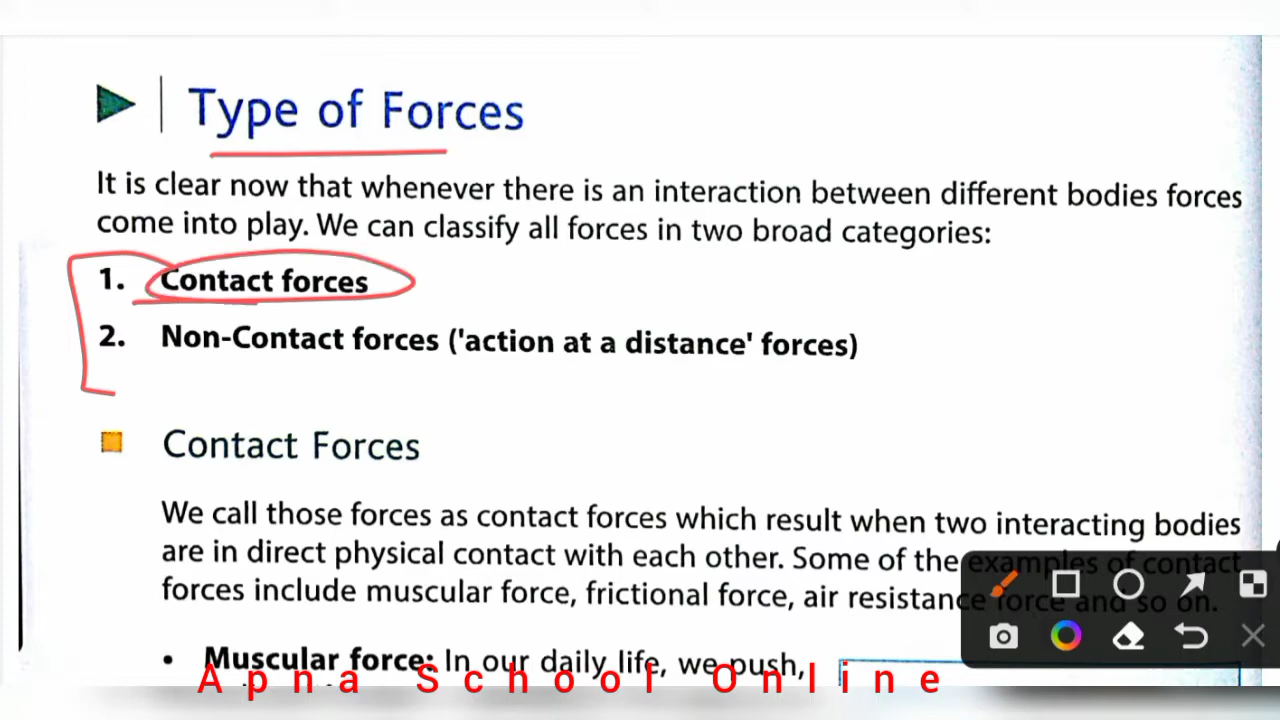 Type of Forces
It is clear now that whenever there is an interaction between different bodies forces
come into play. We can classify all forces in two broad categories:
1. Contact forces
2. Non-Contact forces ('action at a distance' forces)
Contact Forces
We call those forces as contact forces which result when two interacting bodies
are in direct physical contact with each other. Some of the examples of contact
forces include muscular force, frictional force, air resistance force and so on.
• Muscular force: In our daily life, we push,
Apna School Online